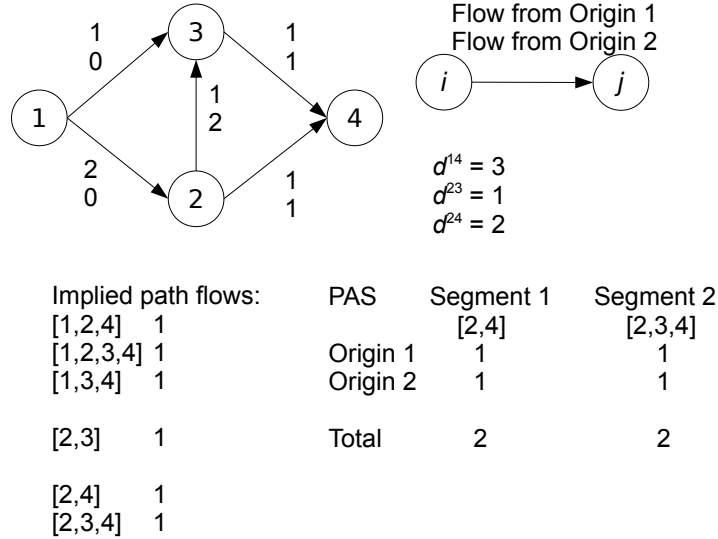 1
0
3
1
1
Flow from Origin 1
Flow from Origin 2
i
j
1
1
2
4
2
0
2
1
1
d^14 = 3
d^23 = 1
d^24 = 2
Implied path flows:
[1,2,4] 1
[1,2,3,4] 1
[1,3,4] 1
[2,3] 1
[2,4] 1
[2,3,4] 1
PAS Segment 1 Segment 2
[2,4] [2,3,4]
Origin 1 1 1
Origin 2 1 1
Total 2 2